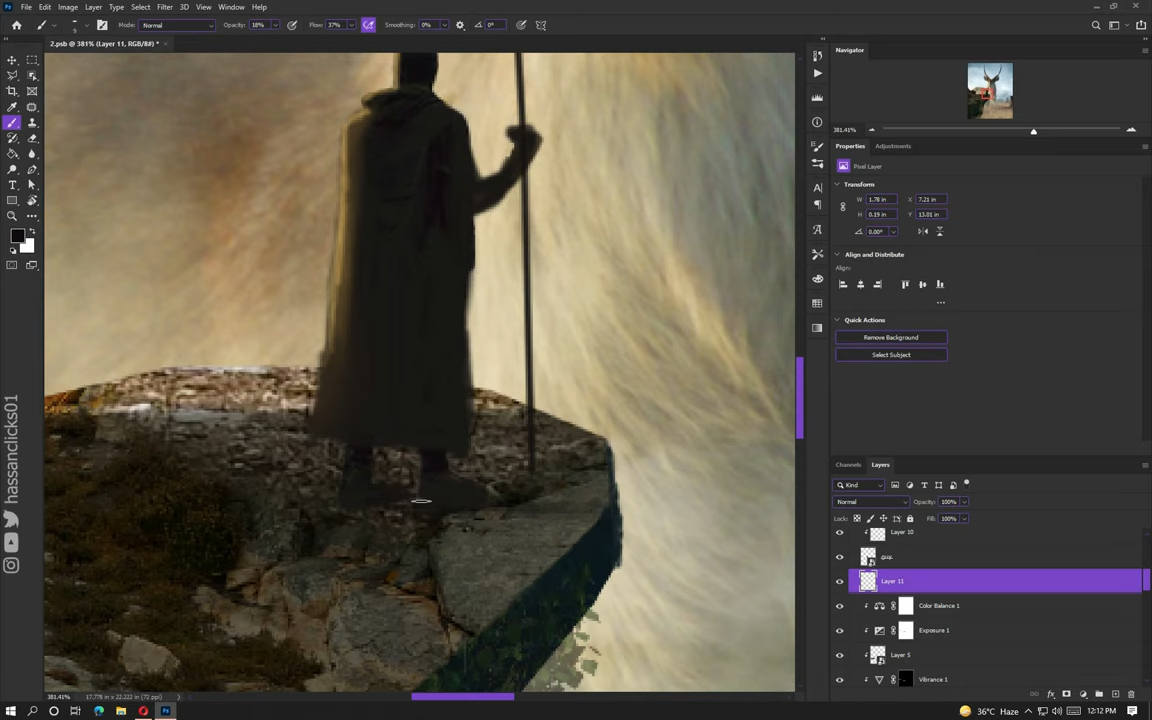 File Edit Image Layer Type Select Filter 3D View Window Help
Mode: Normal Opacity: 18% Flow: 37% Smoothing: 0% 0°
2.psb @ 381% (Layer 11, RGB/8#) * ×
Navigator
381.41%
Properties Adjustments
Pixel Layer
Transform
W 1.78 in X 7.21 in
H 0.19 in Y 13.01 in
0.00°
Align and Distribute
Align:
Quick Actions
Remove Background
Select Subject
Channels Layers
Kind
Normal Opacity: 100%
Lock: Fill: 100%
Layer 10
guy.
Layer 11
Color Balance 1
Exposure 1
Layer 5
Vibrance 1
hassanclicks01
381.41% 17.778 in x 22.222 in (72 ppi)
36°C Haze 12:12 PM